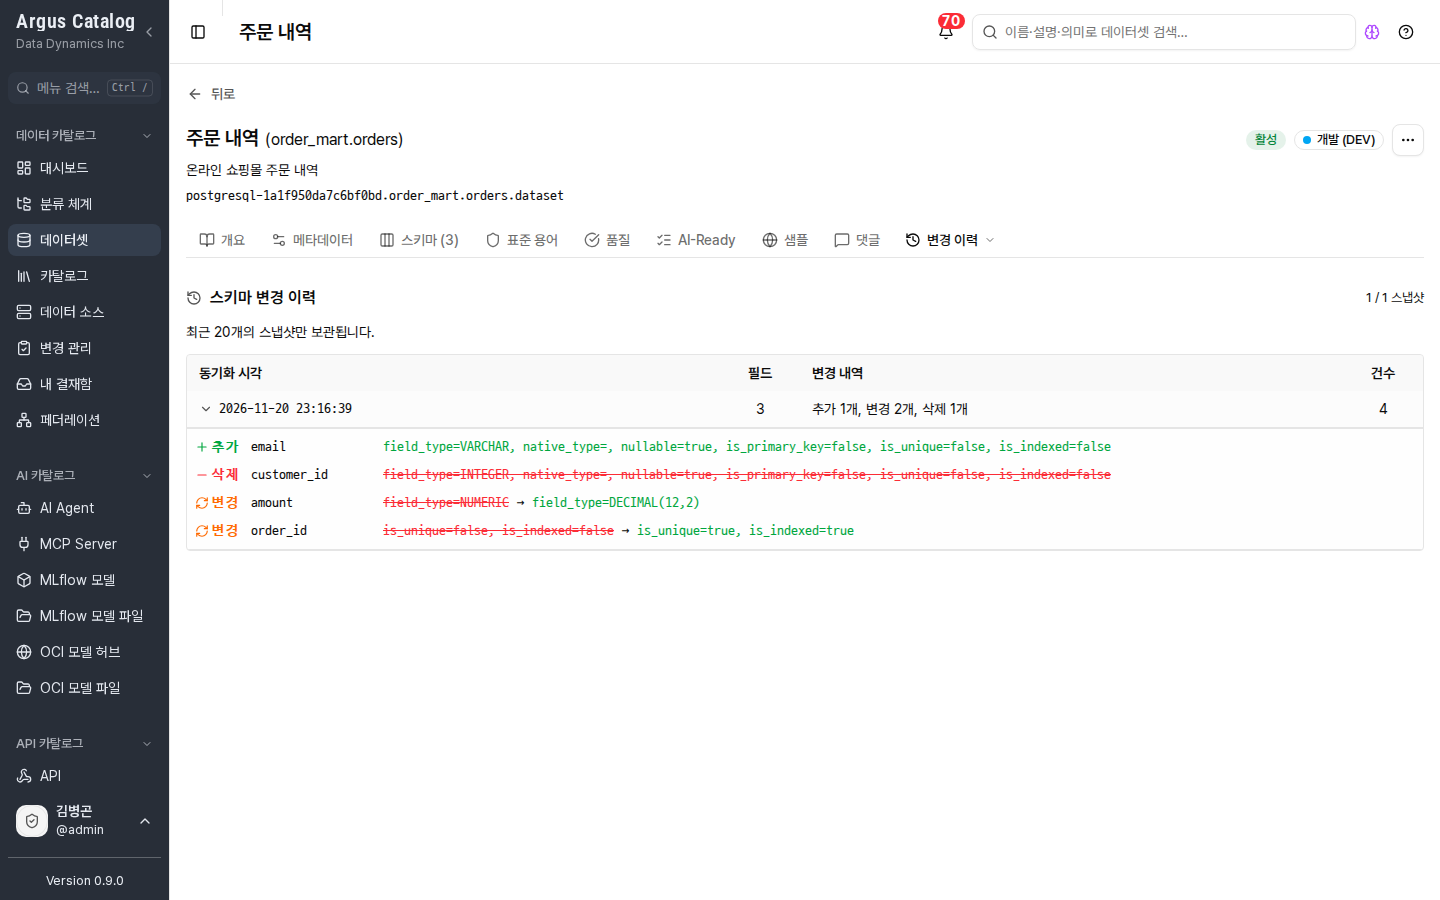 Argus Catalog
Data Dynamics Inc
메뉴 검색... Ctrl /
데이터 카탈로그
대시보드
분류 체계
데이터셋
카탈로그
데이터 소스
변경 관리
내 결재함
페더레이션
AI 카탈로그
AI Agent
MCP Server
MLflow 모델
MLflow 모델 파일
OCI 모델 허브
OCI 모델 파일
API 카탈로그
API
김병곤
@admin
Version 0.9.0
주문 내역
70
이름·설명·의미로 데이터셋 검색...
뒤로
주문 내역 (order_mart.orders)
활성 개발 (DEV)
온라인 쇼핑몰 주문 내역
postgresql-1a1f950da7c6bf0bd.order_mart.orders.dataset
개요 메타데이터 스키마 (3) 표준 용어 품질 AI-Ready 샘플 댓글 변경 이력
스키마 변경 이력 1 / 1 스냅샷
최근 20개의 스냅샷만 보관됩니다.
동기화 시각 필드 변경 내역 건수
2026-11-20 23:16:39 3 추가 1개, 변경 2개, 삭제 1개 4
추가 email field_type=VARCHAR, native_type=, nullable=true, is_primary_key=false, is_unique=false, is_indexed=false
삭제 customer_id field_type=INTEGER, native_type=, nullable=true, is_primary_key=false, is_unique=false, is_indexed=false
변경 amount field_type=NUMERIC → field_type=DECIMAL(12,2)
변경 order_id is_unique=false, is_indexed=false → is_unique=true, is_indexed=true